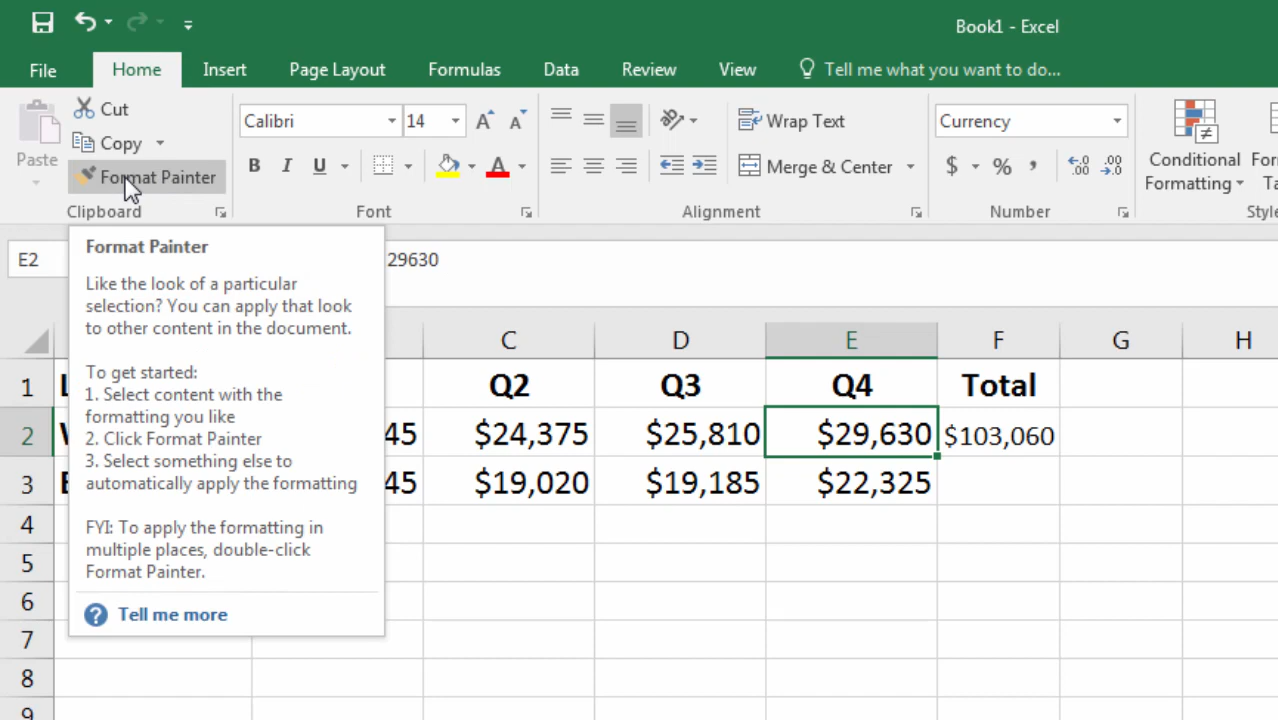 Book1 - Excel
File Home Insert Page Layout Formulas Data Review View Tell me what you want to do...
Paste
Cut
Copy
Format Painter
Clipboard
Calibri 14
A A
B I U A
Font
Wrap Text
Merge & Center
Alignment
Currency
$ % , .0 .00 .00 .0
Number
Conditional
Formatting
E2 29630
Format Painter
Like the look of a particular
selection? You can apply that look
to other content in the document.
To get started:
1. Select content with the
formatting you like
2. Click Format Painter
3. Select something else to
automatically apply the formatting
FYI: To apply the formatting in
multiple places, double-click
Format Painter.
? Tell me more
C D E F G H
1 Q2 Q3 Q4 Total
2 45 $24,375 $25,810 $29,630 $103,060
3 45 $19,020 $19,185 $22,325
4
5
6
7
8
9